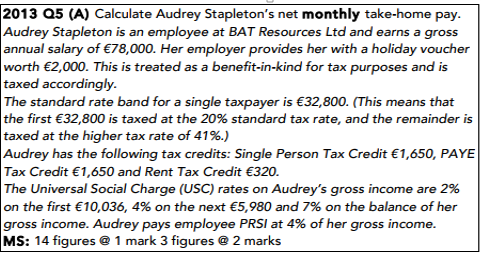 2013 Q5 (A) Calculate Audrey Stapleton's net monthly take-home pay.
Audrey Stapleton is an employee at BAT Resources Ltd and earns a gross
annual salary of €78,000. Her employer provides her with a holiday voucher
worth €2,000. This is treated as a benefit-in-kind for tax purposes and is
taxed accordingly.
The standard rate band for a single taxpayer is €32,800. (This means that
the first €32,800 is taxed at the 20% standard tax rate, and the remainder is
taxed at the higher tax rate of 41%.)
Audrey has the following tax credits: Single Person Tax Credit €1,650, PAYE
Tax Credit €1,650 and Rent Tax Credit €320.
The Universal Social Charge (USC) rates on Audrey's gross income are 2%
on the first €10,036, 4% on the next €5,980 and 7% on the balance of her
gross income. Audrey pays employee PRSI at 4% of her gross income.
MS: 14 figures @ 1 mark 3 figures @ 2 marks